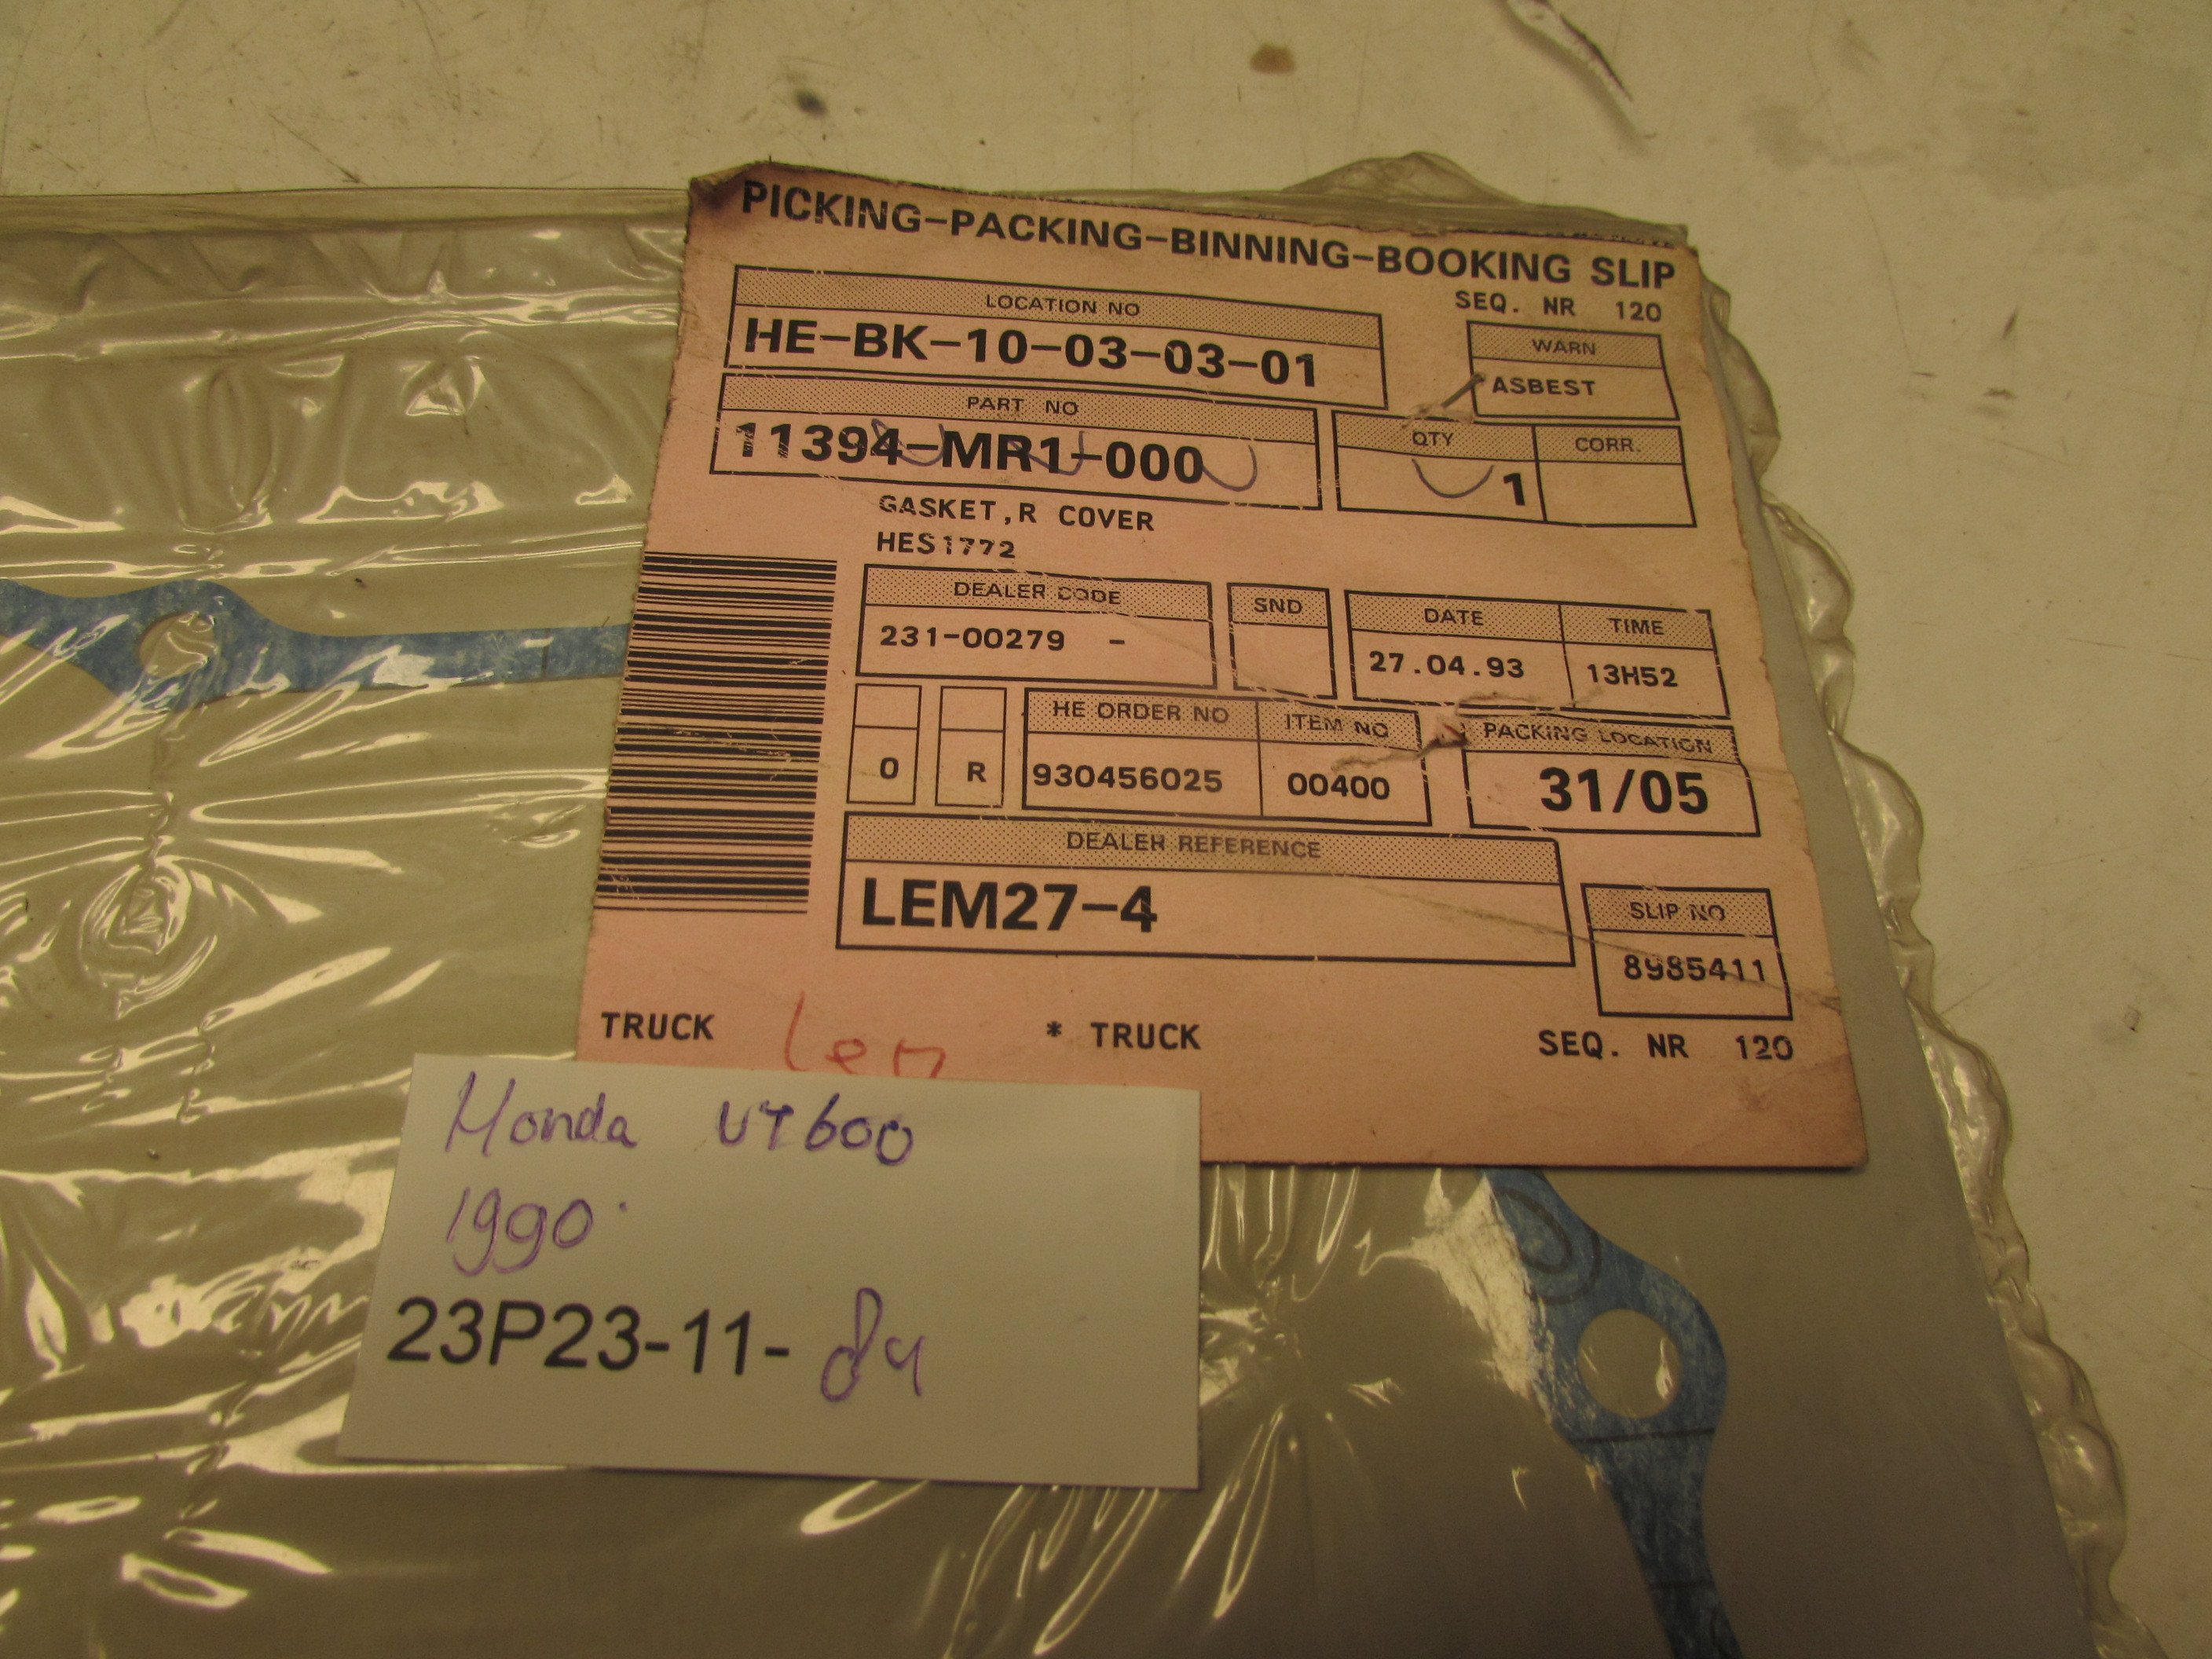 PICKING-PACKING-BINNING-BOOKING SLIP
SEQ. NR 120
LOCATION NO
HE-BK-10-03-03-01
WARN
ASBEST
PART NO
11394-MR1-000
QTY
1
CORR.
GASKET,R COVER
HES1772
DEALER CODE
231-00279 -
SND
DATE
27.04.93
TIME
13H52
0
R
HE ORDER NO
930456025
ITEM NO
00400
PACKING LOCATION
31/05
DEALER REFERENCE
LEM27-4
SLIP NO
8985411
TRUCK
Lem
* TRUCK
SEQ. NR 120
Honda VT600
1990
23P23-11-84